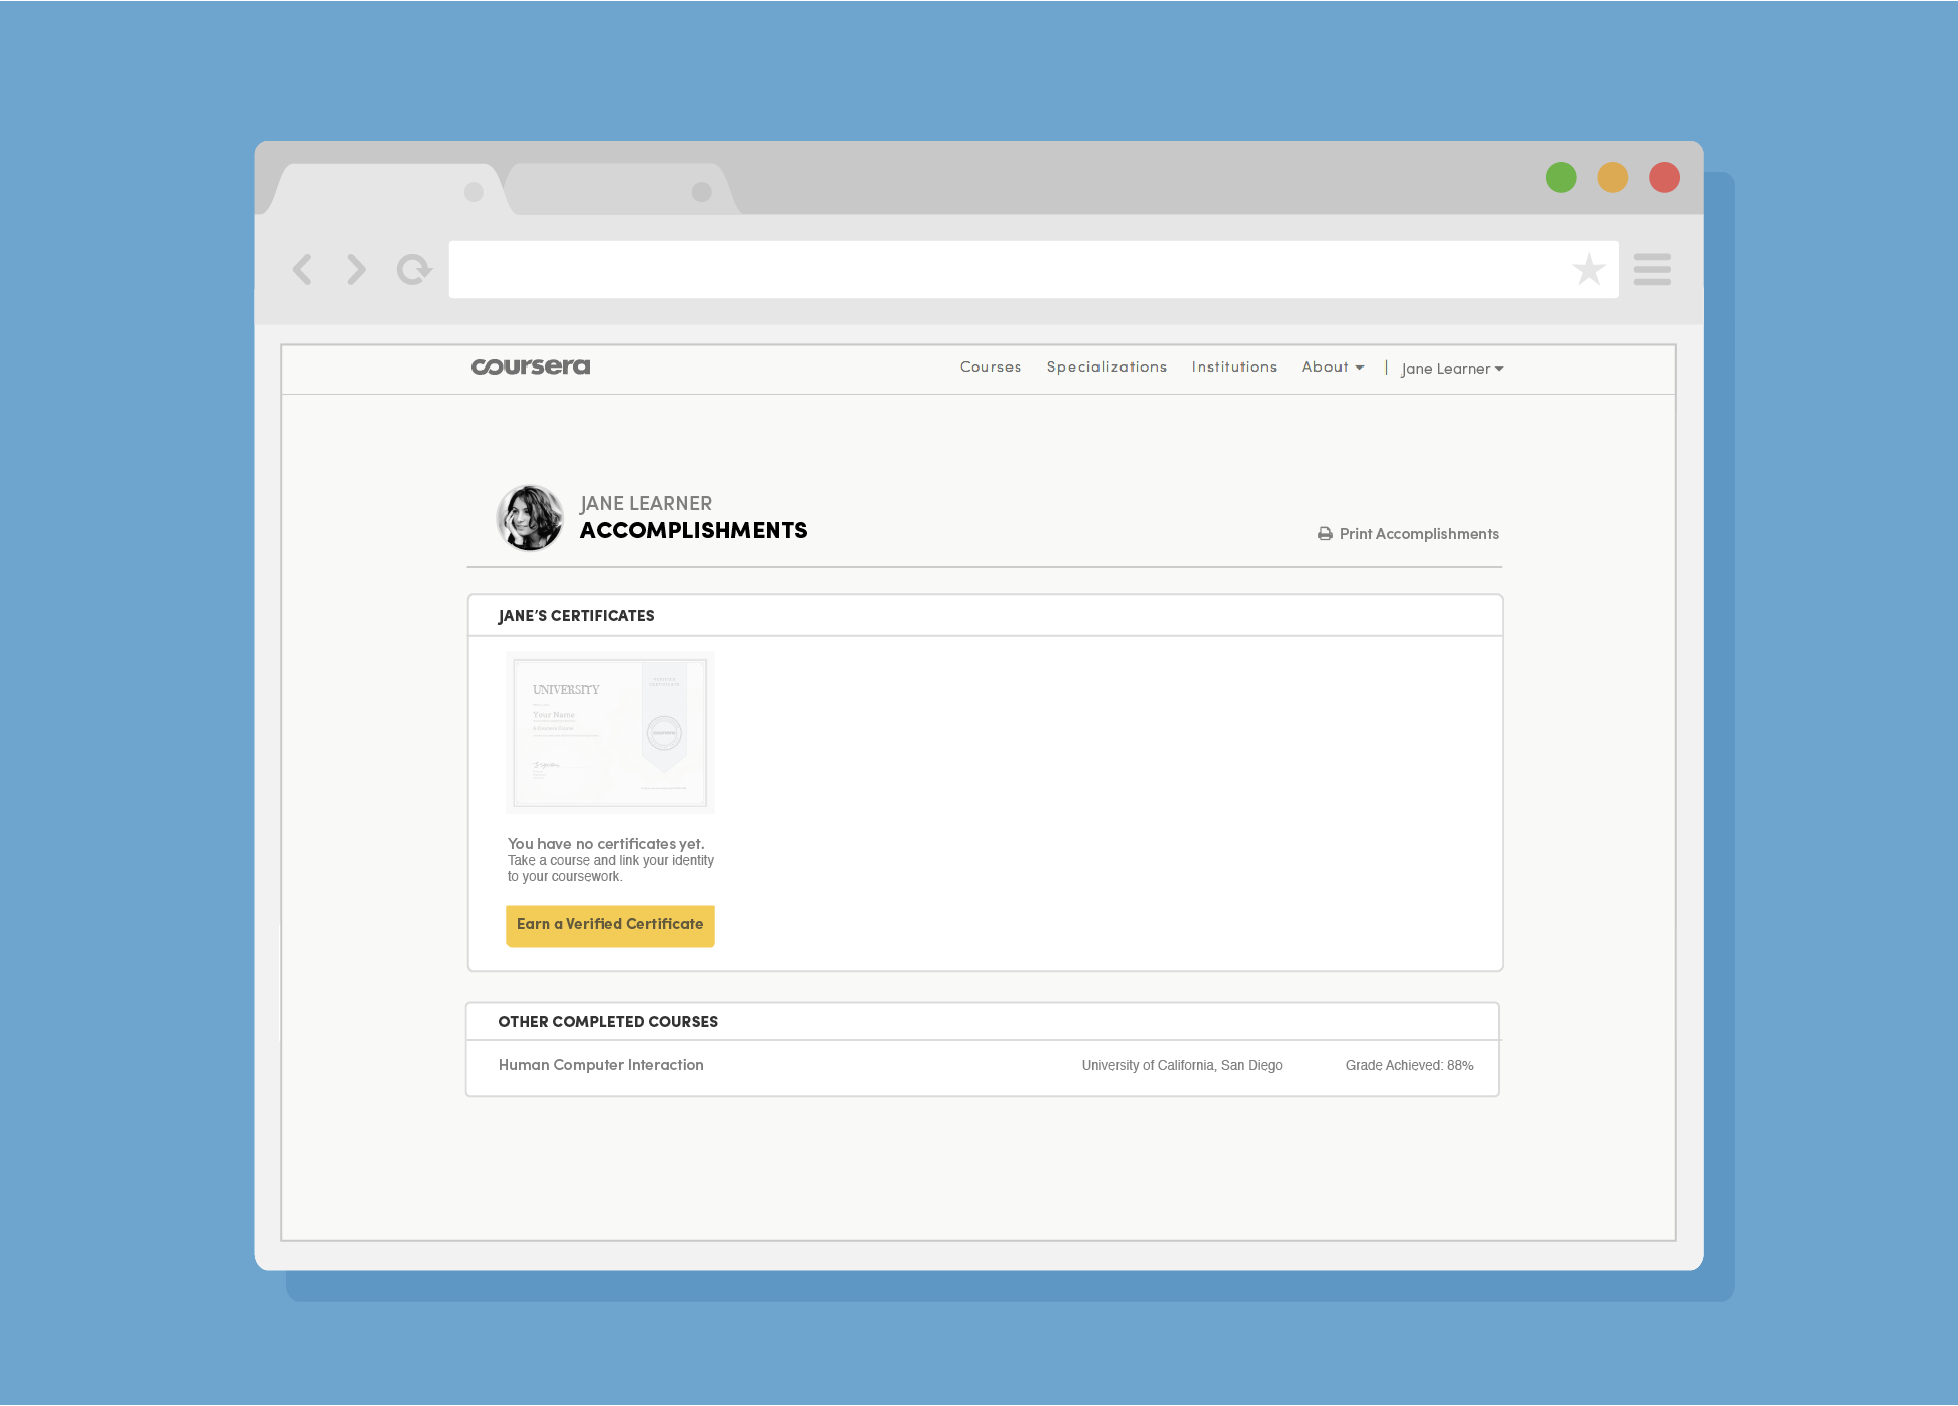 coursera
Courses Specializations Institutions About | Jane Learner
JANE LEARNER
ACCOMPLISHMENTS
Print Accomplishments
JANE'S CERTIFICATES
UNIVERSITY
VERIFIED
CERTIFICATE
Your Name
You have no certificates yet.
Take a course and link your identity
to your coursework.
Earn a Verified Certificate
OTHER COMPLETED COURSES
Human Computer Interaction University of California, San Diego Grade Achieved: 88%